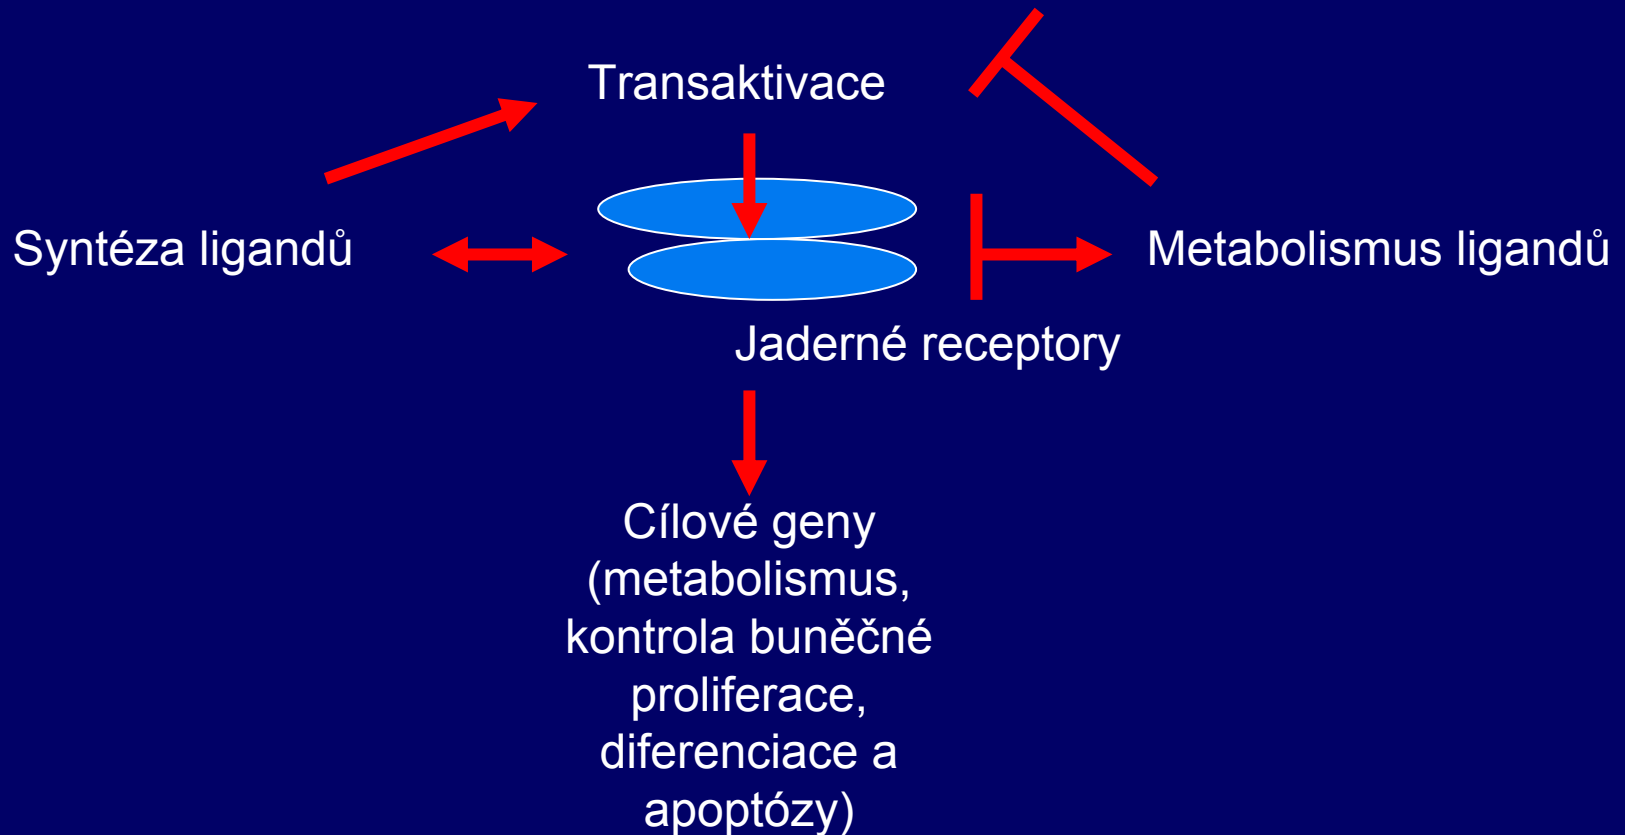 Transaktivace
Syntéza ligandů
Metabolismus ligandů
Jaderné receptory
Cílové geny
(metabolismus,
kontrola buněčné
proliferace,
diferenciace a
apoptózy)